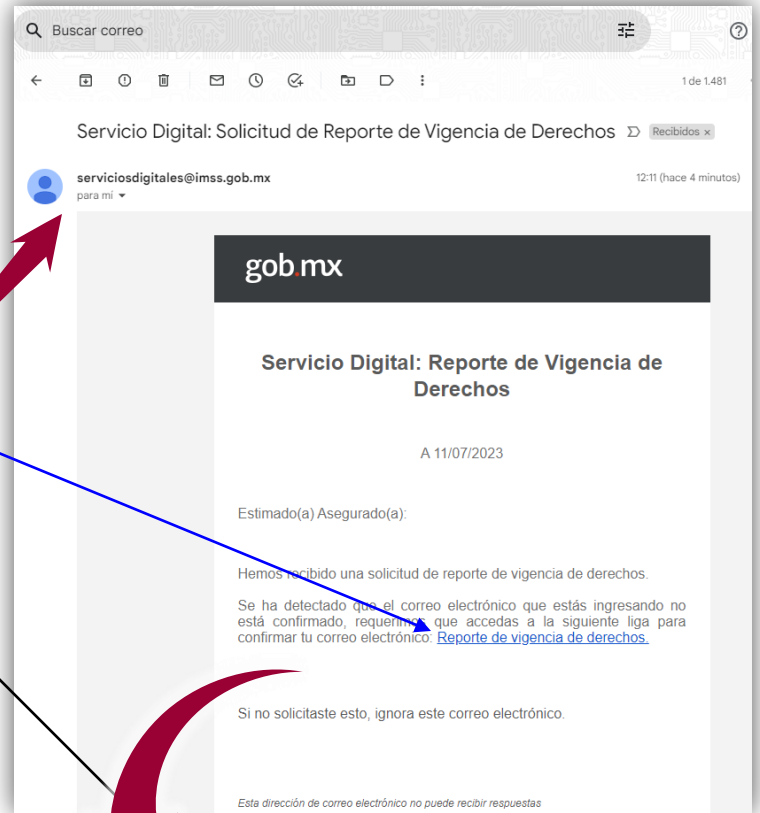 Buscar correo
1 de 1,481
Servicio Digital: Solicitud de Reporte de Vigencia de Derechos Recibidos ×
serviciosdigitales@imss.gob.mx 12:11 (hace 4 minutos)
para mí
gob.mx
Servicio Digital: Reporte de Vigencia de
Derechos
A 11/07/2023
Estimado(a) Asegurado(a):
Hemos recibido una solicitud de reporte de vigencia de derechos.
Se ha detectado que el correo electrónico que estás ingresando no
está confirmado, requerimos que accedas a la siguiente liga para
confirmar tu correo electrónico: Reporte de vigencia de derechos.
Si no solicitaste esto, ignora este correo electrónico.
Esta dirección de correo electrónico no puede recibir respuestas